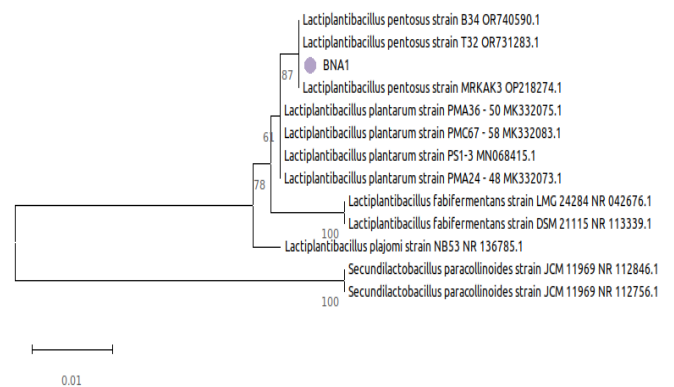 Lactiplantibacillus pentosus strain B34 OR740590.1
Lactiplantibacillus pentosus strain T32 OR731283.1
BNA1
87
Lactiplantibacillus pentosus strain MRKAK3 OP218274.1
Lactiplantibacillus plantarum strain PMA36 - 50 MK332075.1
Lactiplantibacillus plantarum strain PMC67 - 58 MK332083.1
61
Lactiplantibacillus plantarum strain PS1-3 MN068415.1
Lactiplantibacillus plantarum strain PMA24 - 48 MK332073.1
78
Lactiplantibacillus fabifermentans strain LMG 24284 NR 042676.1
Lactiplantibacillus fabifermentans strain DSM 21115 NR 113339.1
100
Lactiplantibacillus plajomi strain NB53 NR 136785.1
Secundilactobacillus paracollinoides strain JCM 11969 NR 112846.1
Secundilactobacillus paracollinoides strain JCM 11969 NR 112756.1
100
0.01